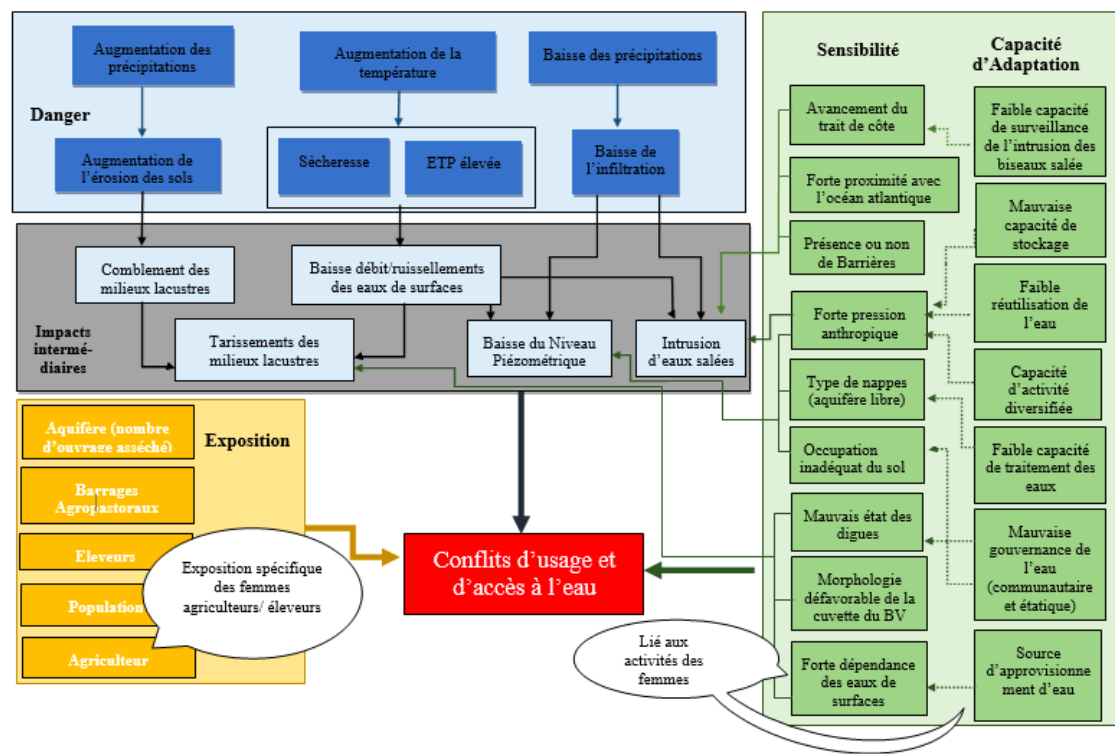 Augmentation des
précipitations
Augmentation de la
température
Baisse des précipitations
Danger
Augmentation de
l’érosion des sols
Sècheresse
ETP élevée
Baisse de
l’infiltration
Comblement des
milieux lacustres
Baisse débit/ruissellements
des eaux de surfaces
Impacts
intermé-
diaires
Tarissements des
milieux lacustres
Baisse du Niveau
Piézométrique
Intrusion
d’eaux salées
Exposition
Aquifère (nombre
d’ouvrage asséché)
Barrages
Agropastoraux
Eleveurs
Population
Agriculteur
Exposition spécifique
des femmes
agriculteurs/ éleveurs
Conflits d’usage et
d’accès à l’eau
Lié aux
activités des
femmes
Sensibilité
Avancement du
trait de côte
Forte proximité avec
l’océan atlantique
Présence ou non
de Barrières
Forte pression
anthropique
Type de nappes
(aquifère libre)
Occupation
inadéquat du sol
Mauvais état des
digues
Morphologie
défavorable de la
cuvette du BV
Forte dépendance
des eaux de
surfaces
Capacité
d’Adaptation
Faible capacité
de surveillance
de l’intrusion des
biseaux salée
Mauvaise
capacité de
stockage
Faible
réutilisation de
l’eau
Capacité
d’activité
diversifiée
Faible capacité
de traitement des
eaux
Mauvaise
gouvernance de
l’eau
(communautaire
et étatique)
Source
d’approvisionne
ment d’eau